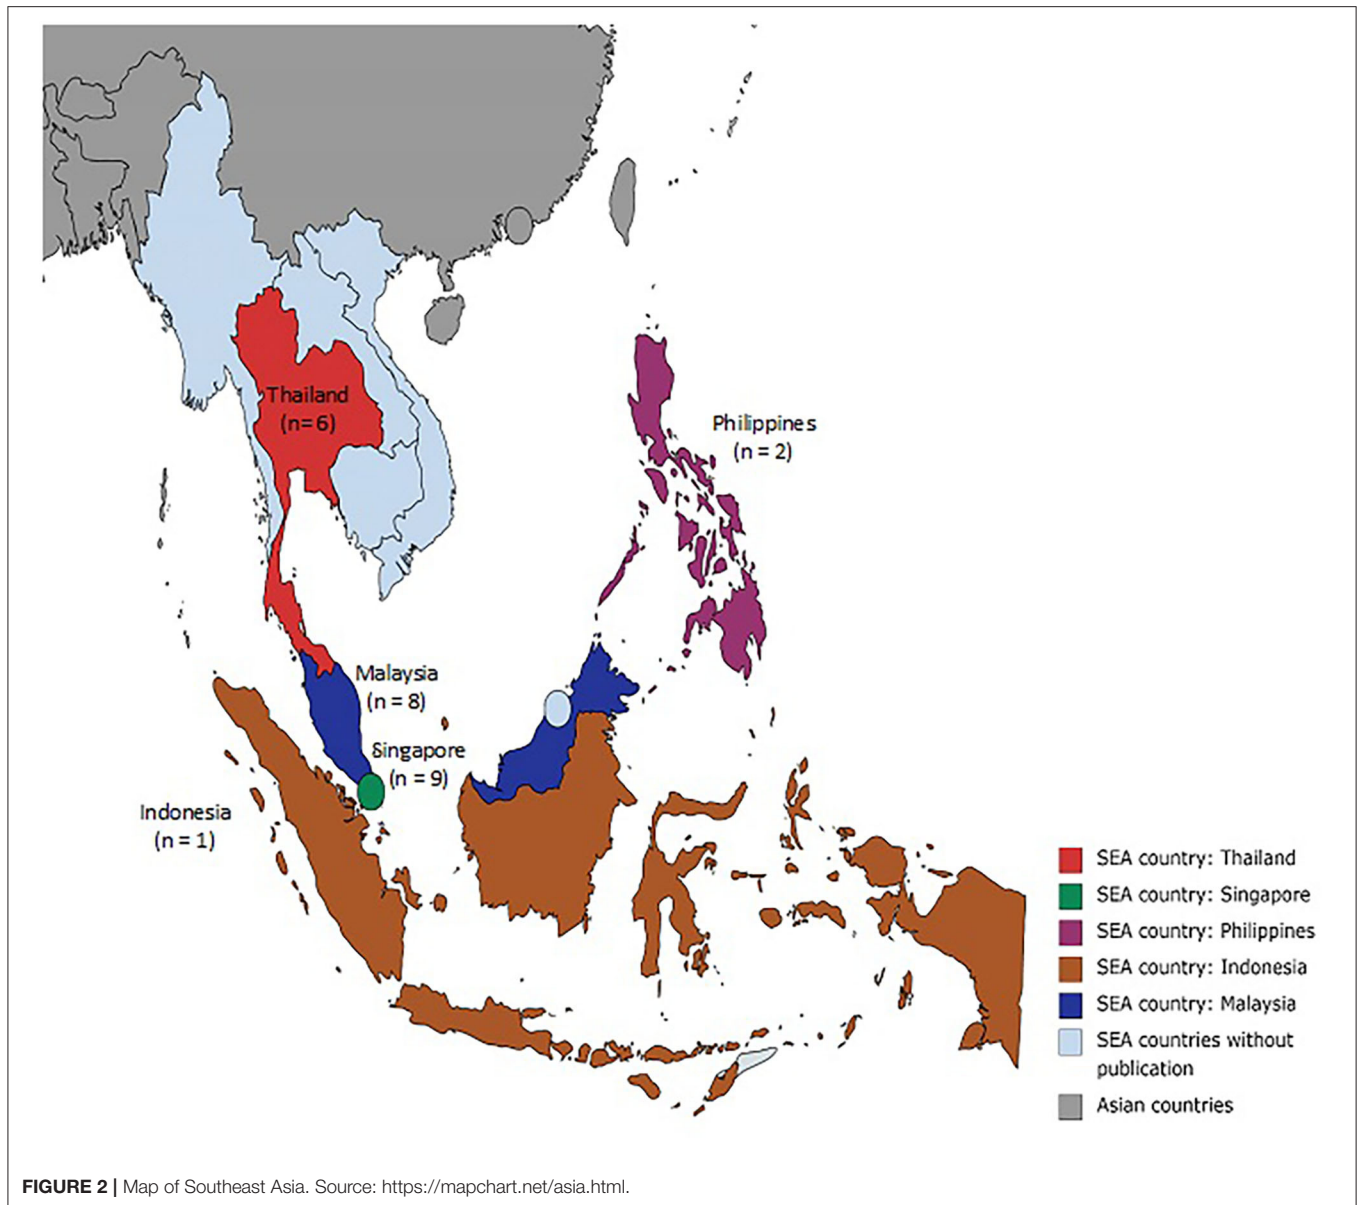 Thailand
(n= 6)
Philippines
(n = 2)
Malaysia
(n = 8)
Singapore
(n = 9)
Indonesia
(n = 1)
SEA country: Thailand
SEA country: Singapore
SEA country: Philippines
SEA country: Indonesia
SEA country: Malaysia
SEA countries without
publication
Asian countries
FIGURE 2 | Map of Southeast Asia. Source: https://mapchart.net/asia.html.